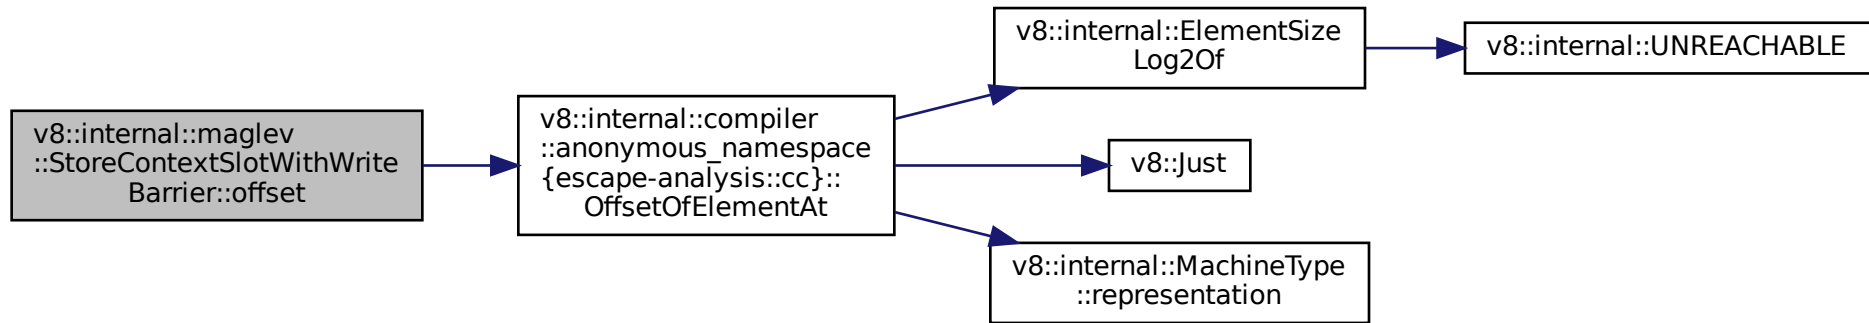 v8::internal::maglev
::StoreContextSlotWithWrite
Barrier::offset
v8::internal::compiler
::anonymous_namespace
{escape-analysis::cc}::
OffsetOfElementAt
v8::internal::ElementSize
Log2Of
v8::internal::UNREACHABLE
v8::Just
v8::internal::MachineType
::representation